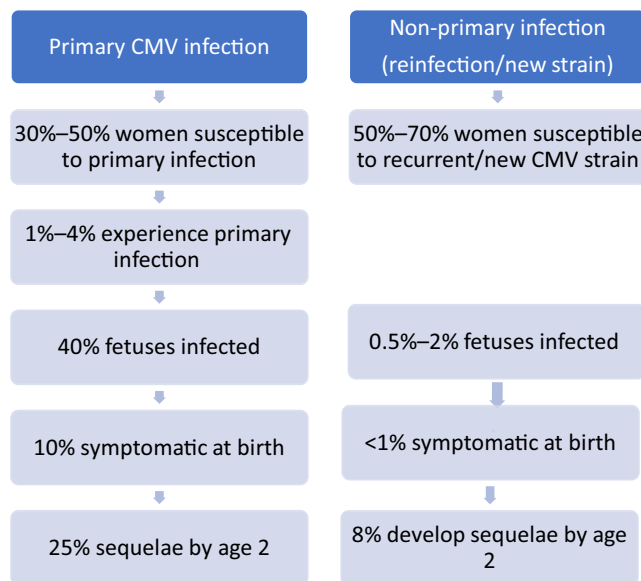 Primary CMV infection
30%–50% women susceptible
to primary infection
1%–4% experience primary
infection
40% fetuses infected
10% symptomatic at birth
25% sequelae by age 2
Non-primary infection
(reinfection/new strain)
50%–70% women susceptible
to recurrent/new CMV strain
0.5%–2% fetuses infected
<1% symptomatic at birth
8% develop sequelae by age
2